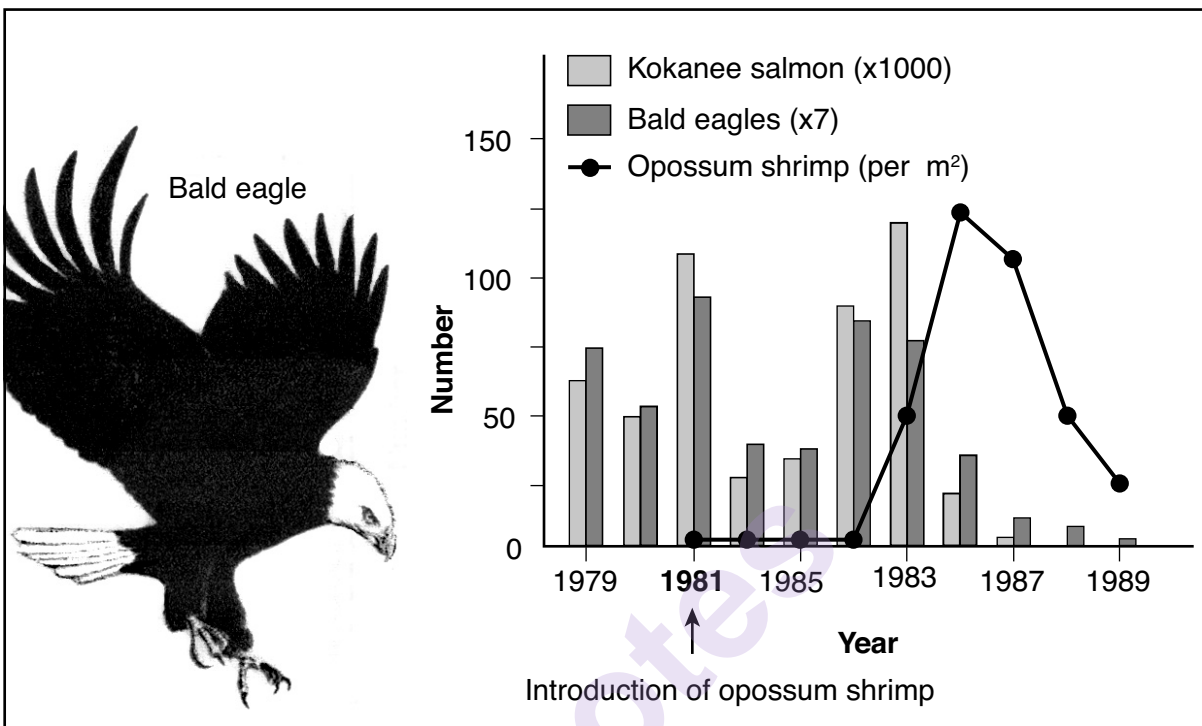 Kokanee salmon (x1000)
Bald eagles (x7)
Opossum shrimp (per m²)
Bald eagle
150
100
50
0
Number
1979 1981 1985 1983 1987 1989
Year
Introduction of opossum shrimp
otes